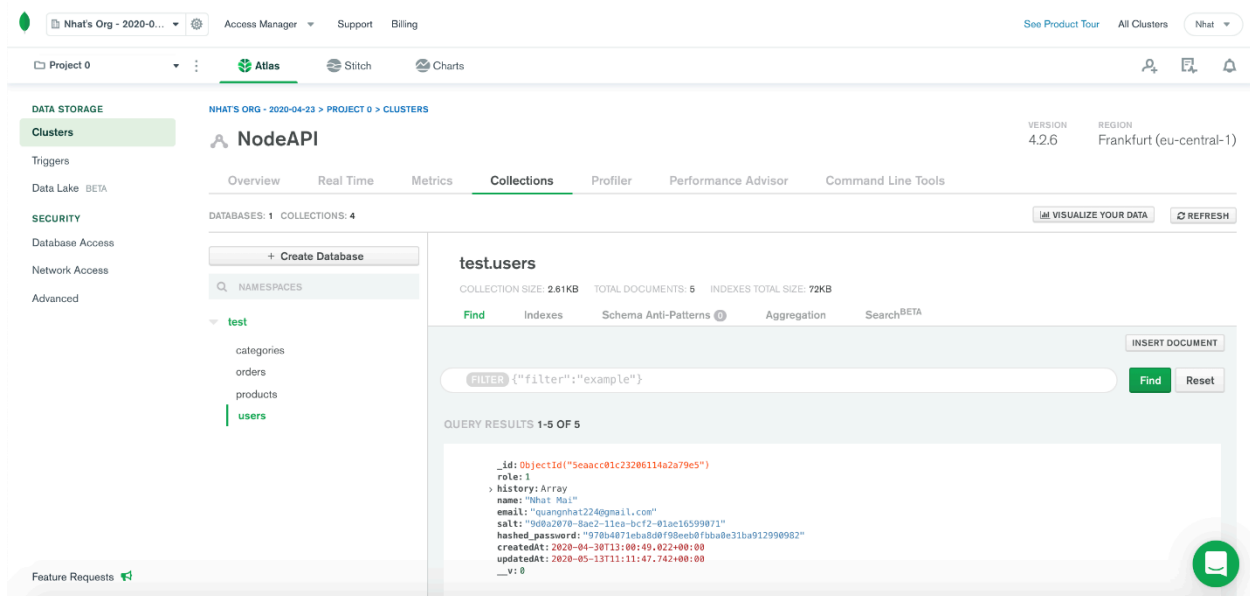 Nhat's Org - 2020-0... Access Manager Support Billing See Product Tour All Clusters Nhat
Project 0 Atlas Stitch Charts
DATA STORAGE
Clusters
Triggers
Data Lake BETA
SECURITY
Database Access
Network Access
Advanced
Feature Requests
NHAT'S ORG - 2020-04-23 > PROJECT 0 > CLUSTERS
NodeAPI
VERSION
4.2.6
REGION
Frankfurt (eu-central-1)
Overview Real Time Metrics Collections Profiler Performance Advisor Command Line Tools
DATABASES: 1 COLLECTIONS: 4
VISUALIZE YOUR DATA REFRESH
+ Create Database
NAMESPACES
test
categories
orders
products
users
test.users
COLLECTION SIZE: 2.61KB TOTAL DOCUMENTS: 5 INDEXES TOTAL SIZE: 72KB
Find Indexes Schema Anti-Patterns 0 Aggregation Search BETA
INSERT DOCUMENT
FILTER {"filter":"example"} Find Reset
QUERY RESULTS 1-5 OF 5
_id: ObjectId("5eaacc01c23206114a2a79e5")
role: 1
> history: Array
name: "Nhat Mai"
email: "quangnhat224@gmail.com"
salt: "9d0a2070-8ae2-11ea-bcf2-01ae16599071"
hashed_password: "970b4071eba8d0f98eeb0fbba0e31ba912990982"
createdAt: 2020-04-30T13:00:49.022+00:00
updatedAt: 2020-05-13T11:11:47.742+00:00
__v: 0